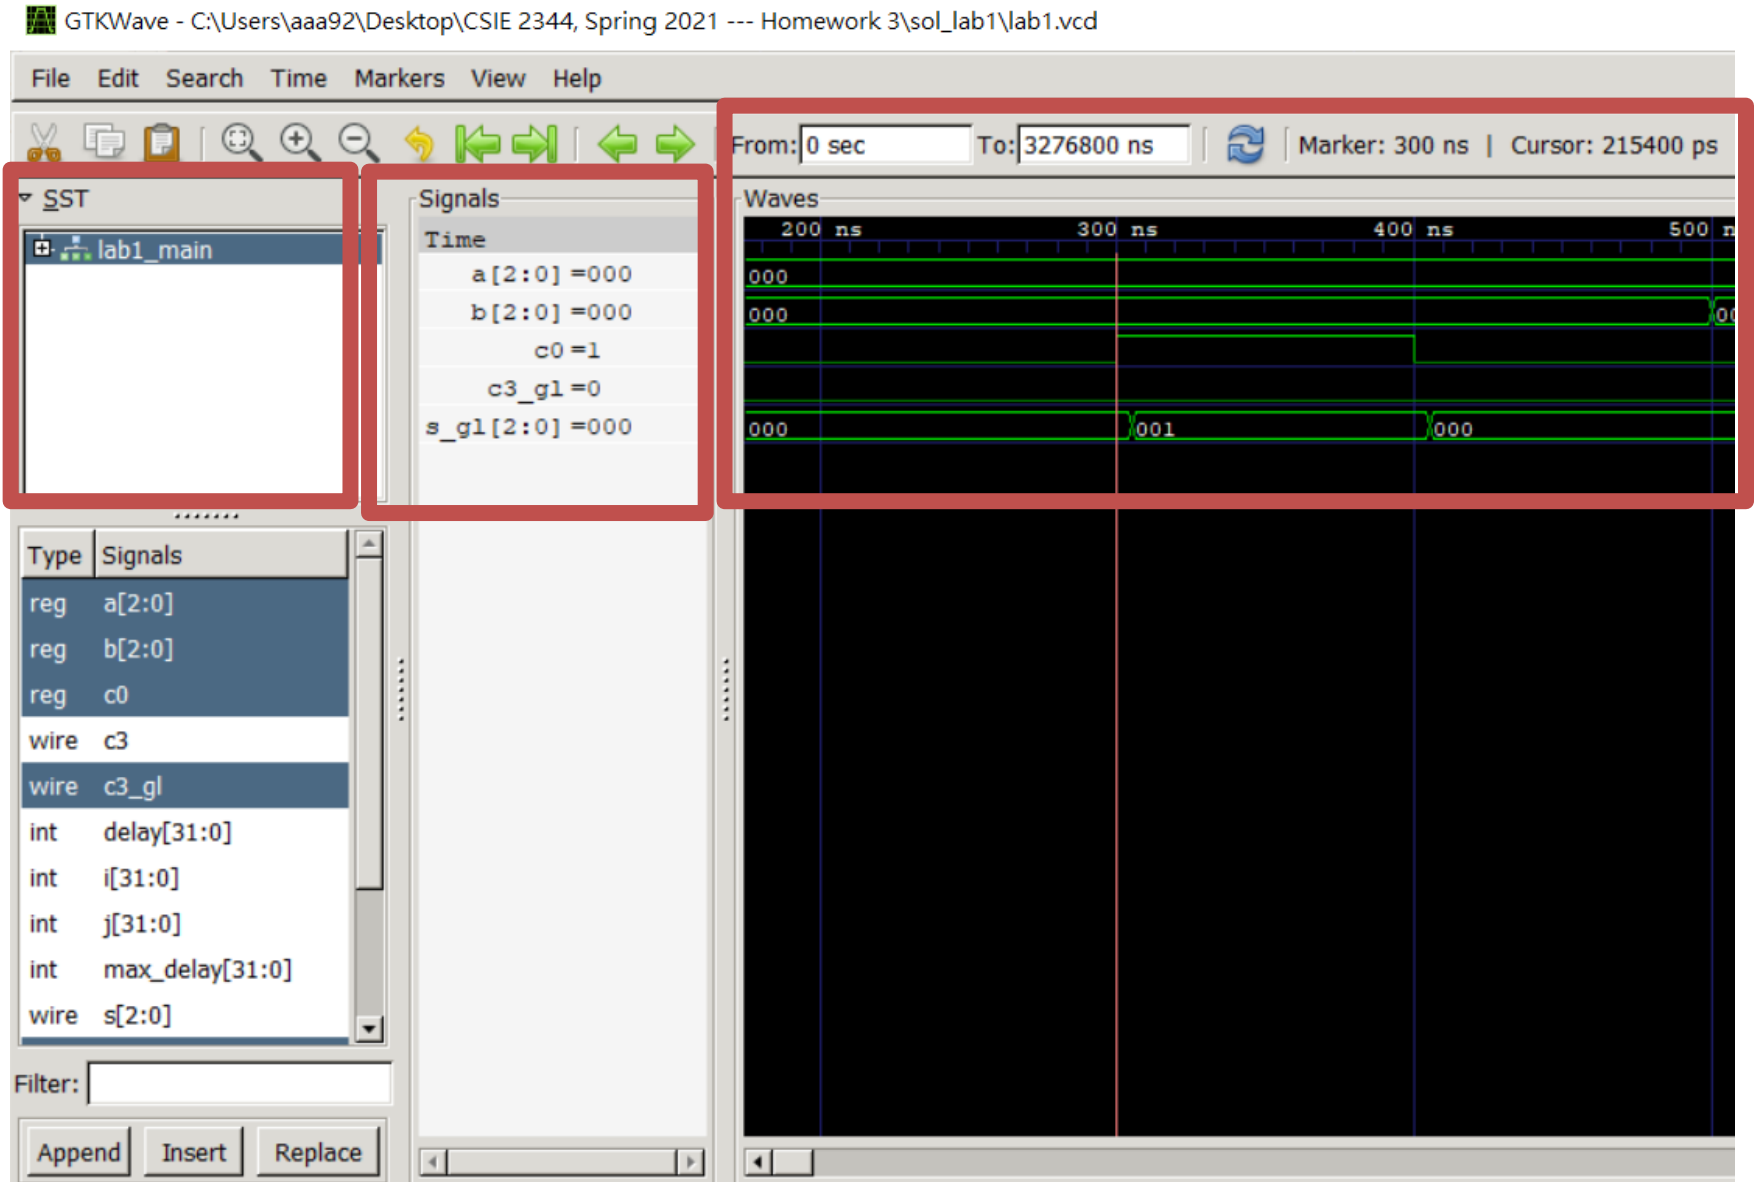 GTKWave - C:\Users\aaa92\Desktop\CSIE 2344, Spring 2021 --- Homework 3\sol_lab1\lab1.vcd
File Edit Search Time Markers View Help
From: 0 sec To: 3276800 ns Marker: 300 ns | Cursor: 215400 ps
SST
lab1_main
Type Signals
reg a[2:0]
reg b[2:0]
reg c0
wire c3
wire c3_gl
int delay[31:0]
int i[31:0]
int j[31:0]
int max_delay[31:0]
wire s[2:0]
Filter:
Append Insert Replace
Signals
Time
a[2:0] =000
b[2:0] =000
c0 =1
c3_gl =0
s_gl[2:0] =000
Waves
200 ns 300 ns 400 ns 500 n
000
000 00
000 001 000